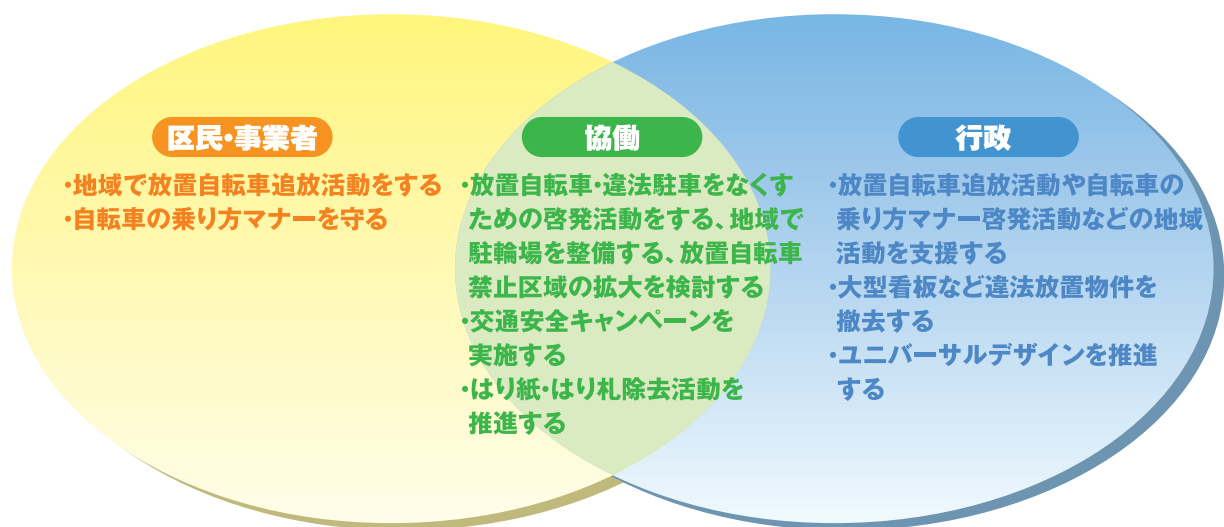 区民・事業者
・地域で放置自転車追放活動をする
・自転車の乗り方マナーを守る
協働
・放置自転車・違法駐車をなくす
ための啓発活動をする、地域で
駐輪場を整備する、放置自転車
禁止区域の拡大を検討する
・交通安全キャンペーンを
実施する
・はり紙・はり札除去活動を
推進する
行政
・放置自転車追放活動や自転車の
乗り方マナー啓発活動などの地域
活動を支援する
・大型看板など違法放置物件を
撤去する
・ユニバーサルデザインを推進
する